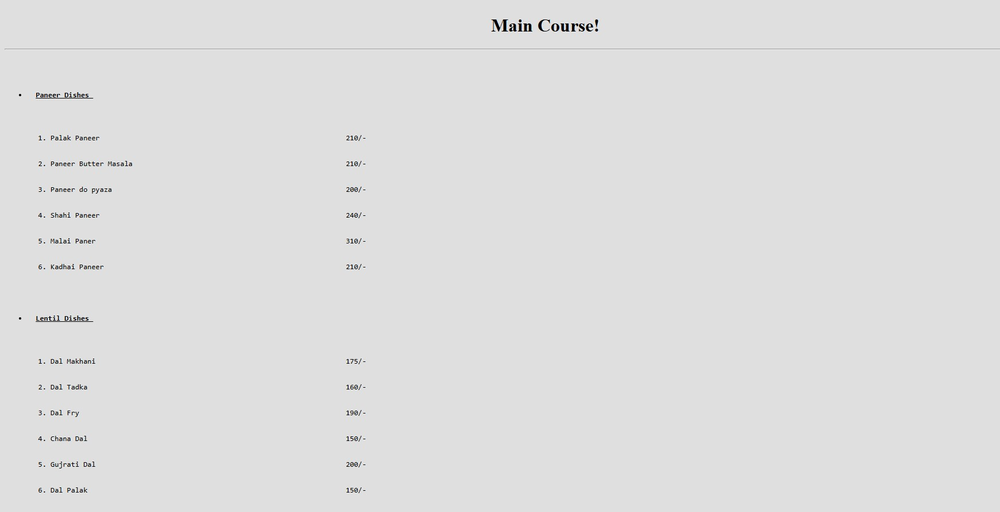 Main Course!
• Paneer Dishes
1. Palak Paneer 210/-
2. Paneer Butter Masala 210/-
3. Paneer do pyaza 200/-
4. Shahi Paneer 240/-
5. Malai Paner 310/-
6. Kadhai Paneer 210/-
• Lentil Dishes
1. Dal Makhani 175/-
2. Dal Tadka 160/-
3. Dal Fry 190/-
4. Chana Dal 150/-
5. Gujrati Dal 200/-
6. Dal Palak 150/-